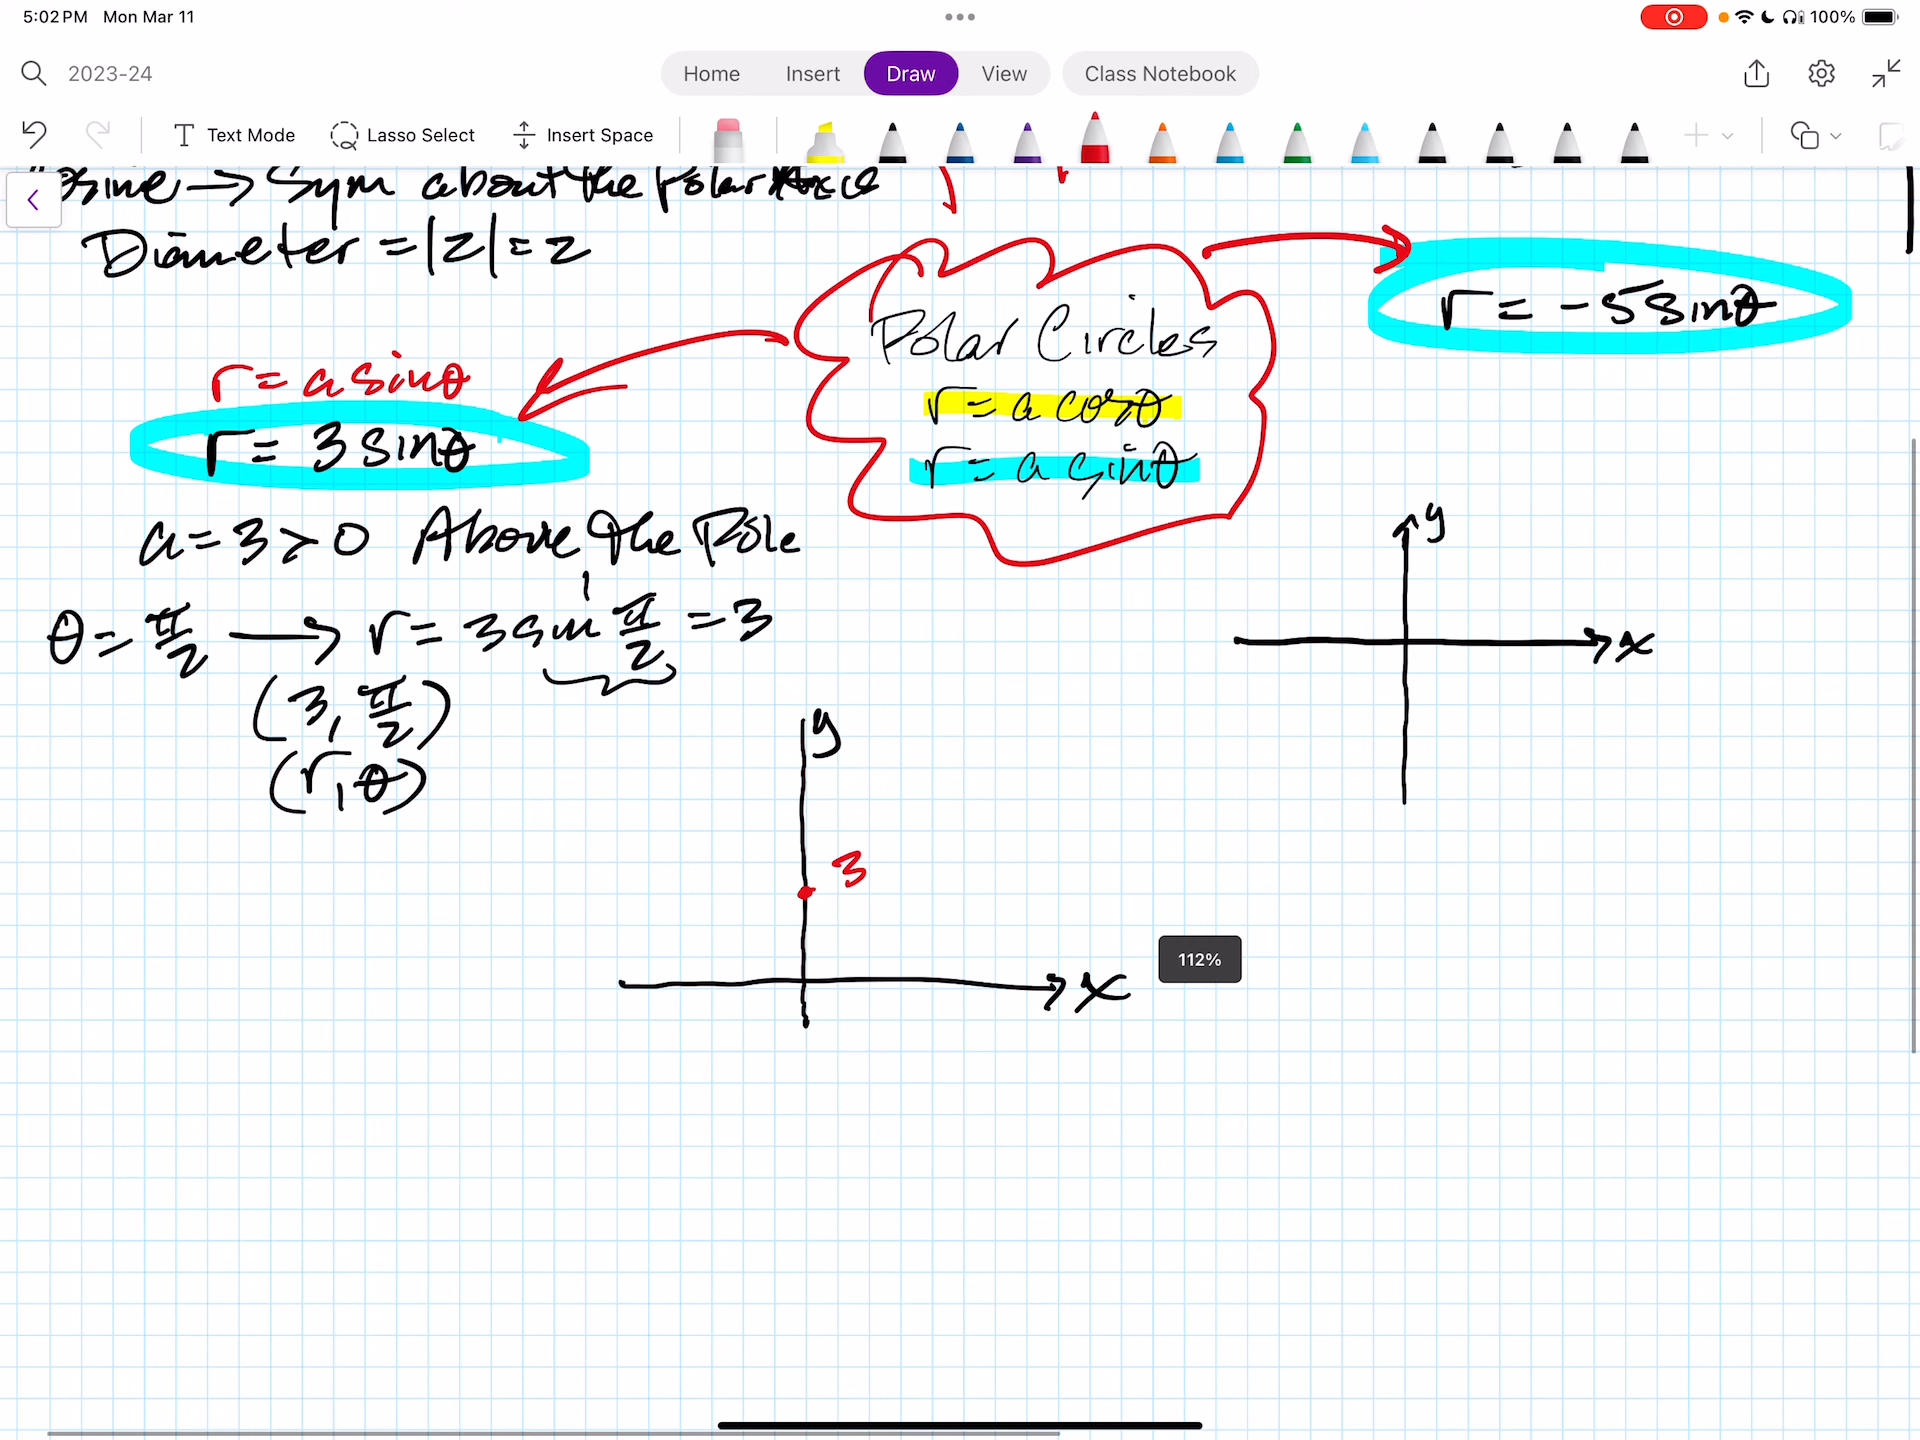 5:02 PM Mon Mar 11
100%
2023-24
Home Insert Draw View Class Notebook
Text Mode Lasso Select Insert Space
osine → Sym about the Polar Axis
Diameter = |2| = 2
r = -5 sinθ
Polar Circles
r = a cosθ
r = a sinθ
r = a sinθ
r = 3 sinθ
a = 3 > 0 Above the Pole
θ = π/2 → r = 3 sin π/2 = 3
1
(3, π/2)
(r, θ)
y
x
y
3
x
112%